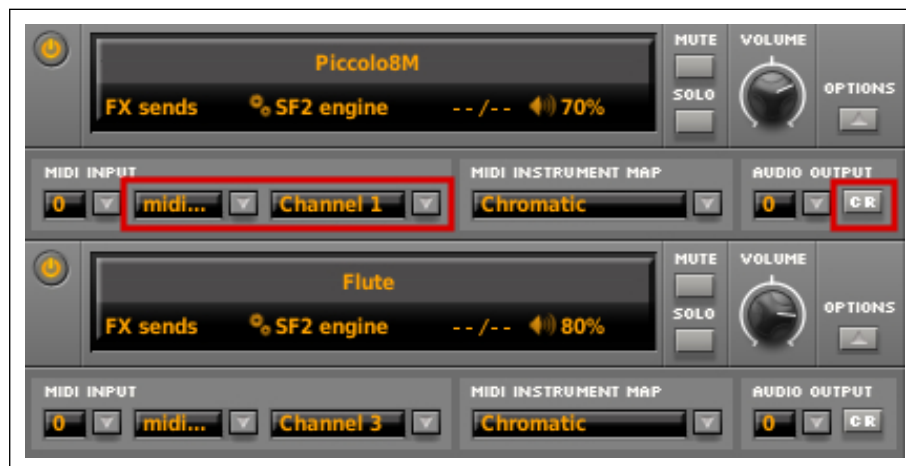 Piccolo8M
FX sends SF2 engine --/-- 70%
MUTE
SOLO
VOLUME
OPTIONS
MIDI INPUT
0 midi... Channel 1
MIDI INSTRUMENT MAP
Chromatic
AUDIO OUTPUT
0 CR
Flute
FX sends SF2 engine --/-- 80%
MUTE
SOLO
VOLUME
OPTIONS
MIDI INPUT
0 midi... Channel 3
MIDI INSTRUMENT MAP
Chromatic
AUDIO OUTPUT
0 CR